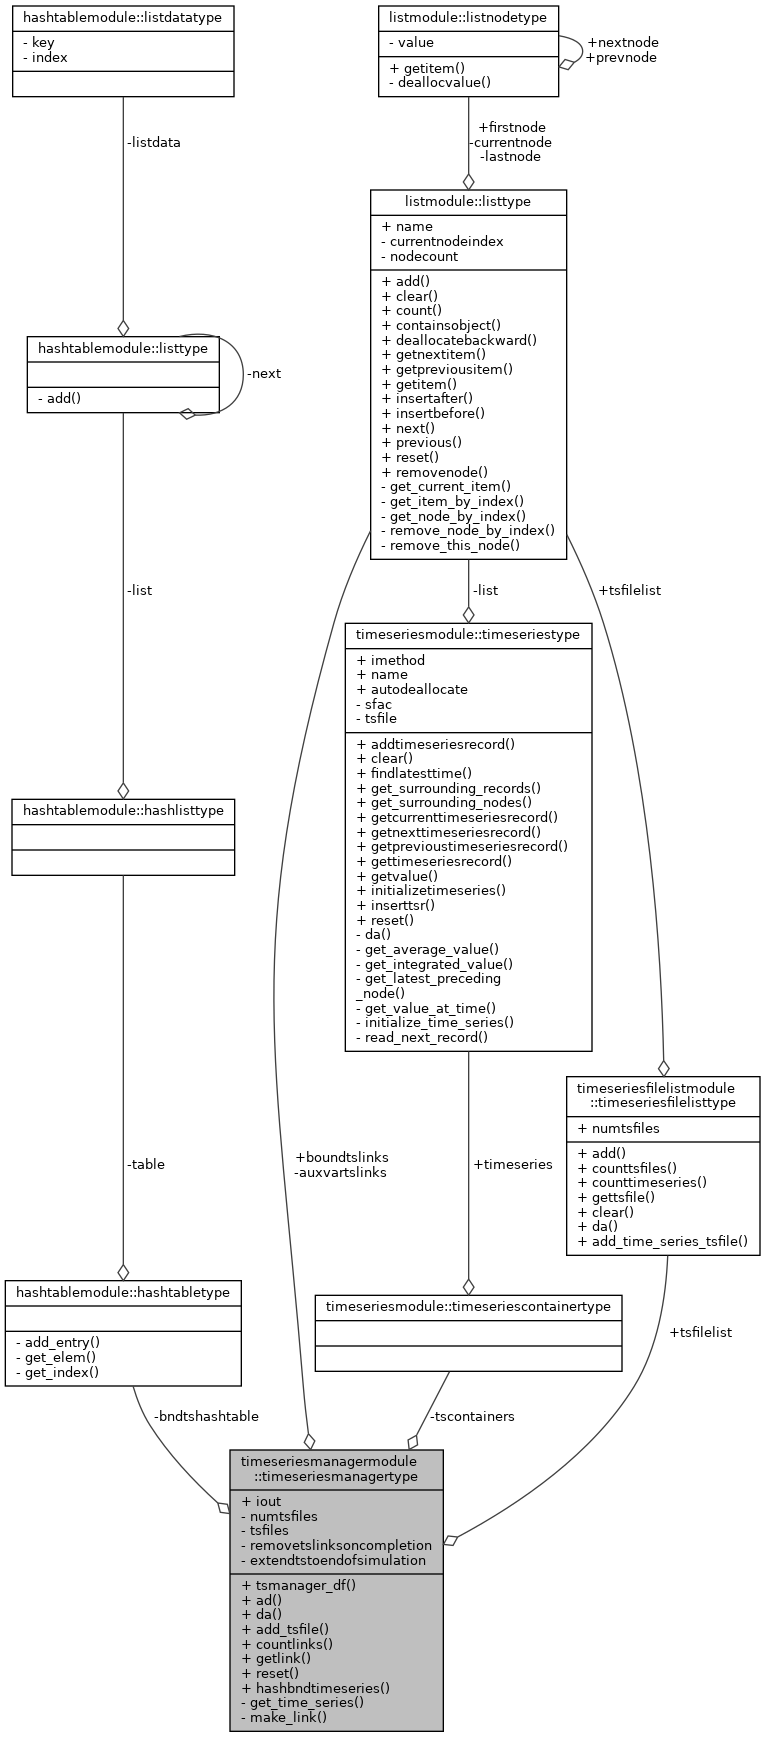 hashtablemodule::listdatatype
- key
- index
listmodule::listnodetype
- value
+ getitem()
- deallocvalue()
+nextnode
+prevnode
-listdata
+firstnode
-currentnode
-lastnode
listmodule::listtype
+ name
- currentnodeindex
- nodecount
+ add()
+ clear()
+ count()
+ containsobject()
+ deallocatebackward()
+ getnextitem()
+ getpreviousitem()
+ getitem()
+ insertafter()
+ insertbefore()
+ next()
+ previous()
+ reset()
+ removenode()
- get_current_item()
- get_item_by_index()
- get_node_by_index()
- remove_node_by_index()
- remove_this_node()
hashtablemodule::listtype
- add()
-next
-list
-list
+tsfilelist
timeseriesmodule::timeseriestype
+ imethod
+ name
+ autodeallocate
- sfac
- tsfile
+ addtimeseriesrecord()
+ clear()
+ findlatesttime()
+ get_surrounding_records()
+ get_surrounding_nodes()
+ getcurrenttimeseriesrecord()
+ getnexttimeseriesrecord()
+ getprevioustimeseriesrecord()
+ gettimeseriesrecord()
+ getvalue()
+ initializetimeseries()
+ inserttsr()
+ reset()
- da()
- get_average_value()
- get_integrated_value()
- get_latest_preceding
_node()
- get_value_at_time()
- initialize_time_series()
- read_next_record()
hashtablemodule::hashlisttype
timeseriesfilelistmodule
::timeseriesfilelisttype
+ numtsfiles
+ add()
+ counttsfiles()
+ counttimeseries()
+ gettsfile()
+ clear()
+ da()
+ add_time_series_tsfile()
-table
+boundtslinks
-auxvartslinks
+timeseries
hashtablemodule::hashtabletype
- add_entry()
- get_elem()
- get_index()
timeseriesmodule::timeseriescontainertype
+tsfilelist
-bndtshashtable
-tscontainers
timeseriesmanagermodule
::timeseriesmanagertype
+ iout
- numtsfiles
- tsfiles
- removetslinksoncompletion
- extendtstoendofsimulation
+ tsmanager_df()
+ ad()
+ da()
+ add_tsfile()
+ countlinks()
+ getlink()
+ reset()
+ hashbndtimeseries()
- get_time_series()
- make_link()